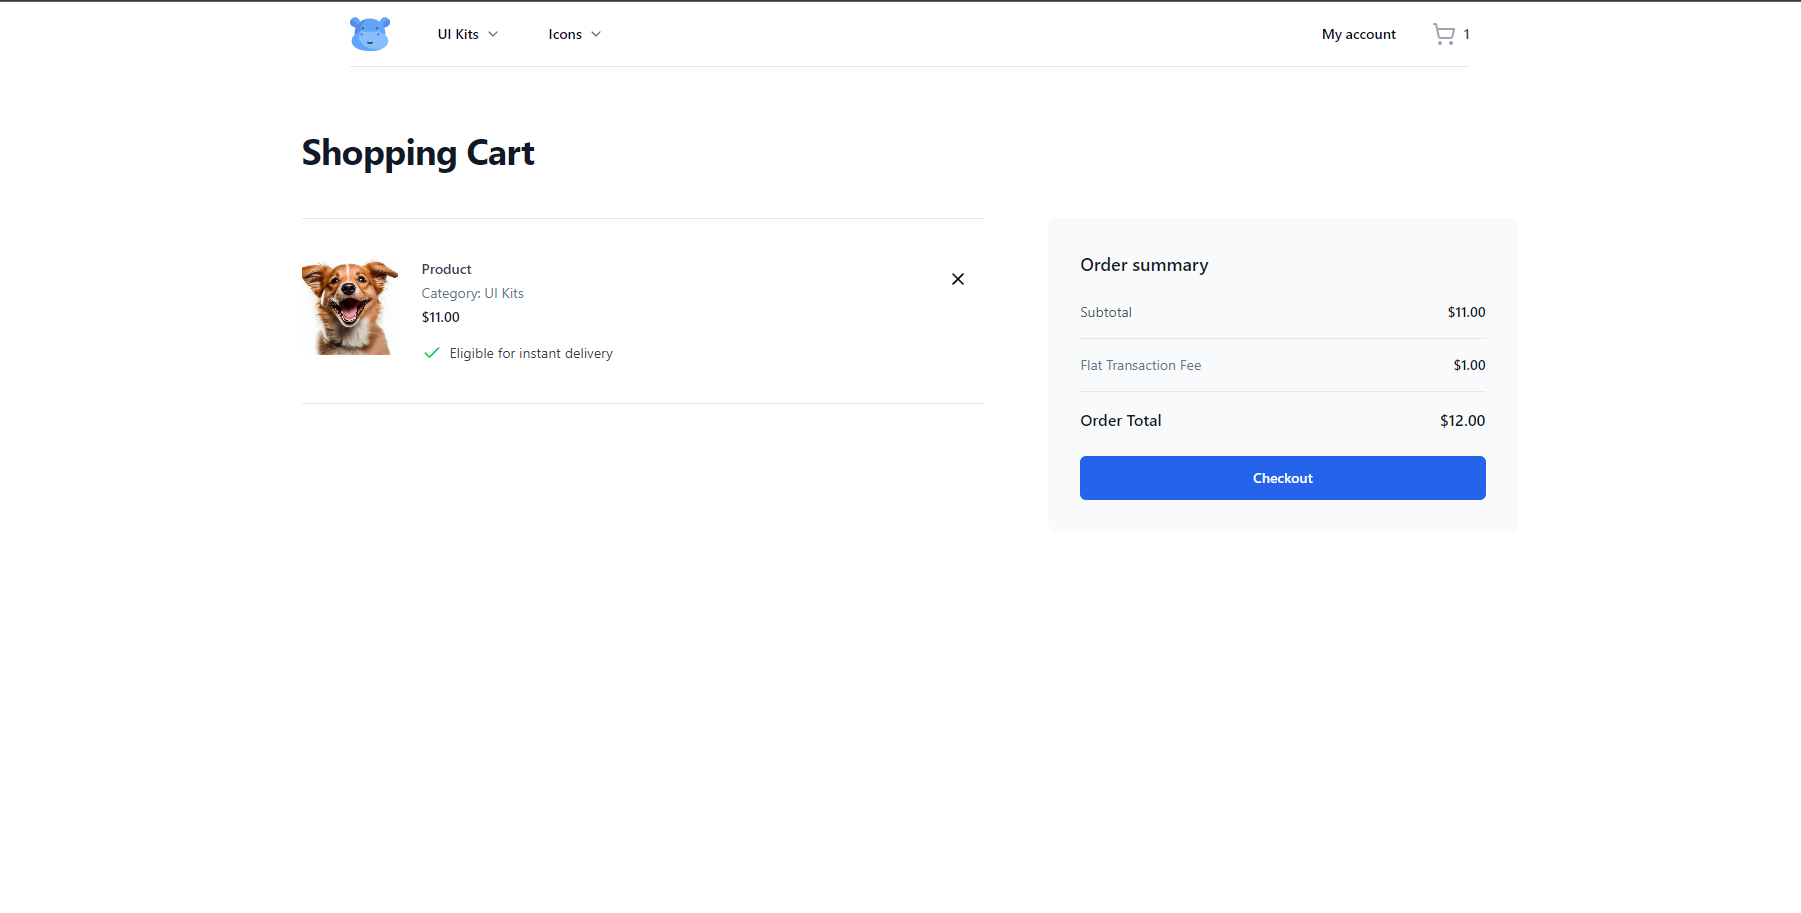 UI Kits
Icons
My account
1
Shopping Cart
Product
Category: UI Kits
$11.00
Eligible for instant delivery
Order summary
Subtotal $11.00
Flat Transaction Fee $1.00
Order Total $12.00
Checkout